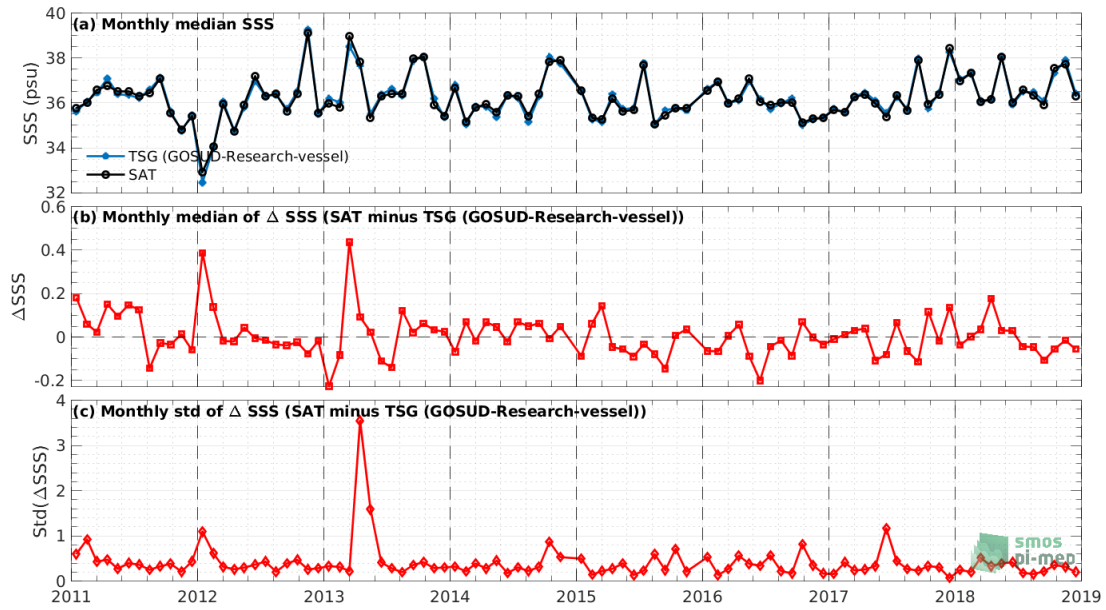 (a) Monthly median SSS
40
38
36
34
32
SSS (psu)
TSG (GOSUD-Research-vessel)
SAT
(b) Monthly median of Δ SSS (SAT minus TSG (GOSUD-Research-vessel))
0.6
0.4
0.2
0
-0.2
ΔSSS
(c) Monthly std of Δ SSS (SAT minus TSG (GOSUD-Research-vessel))
4
3
2
1
0
Std(ΔSSS)
smos
pi-mep
2011 2012 2013 2014 2015 2016 2017 2018 2019